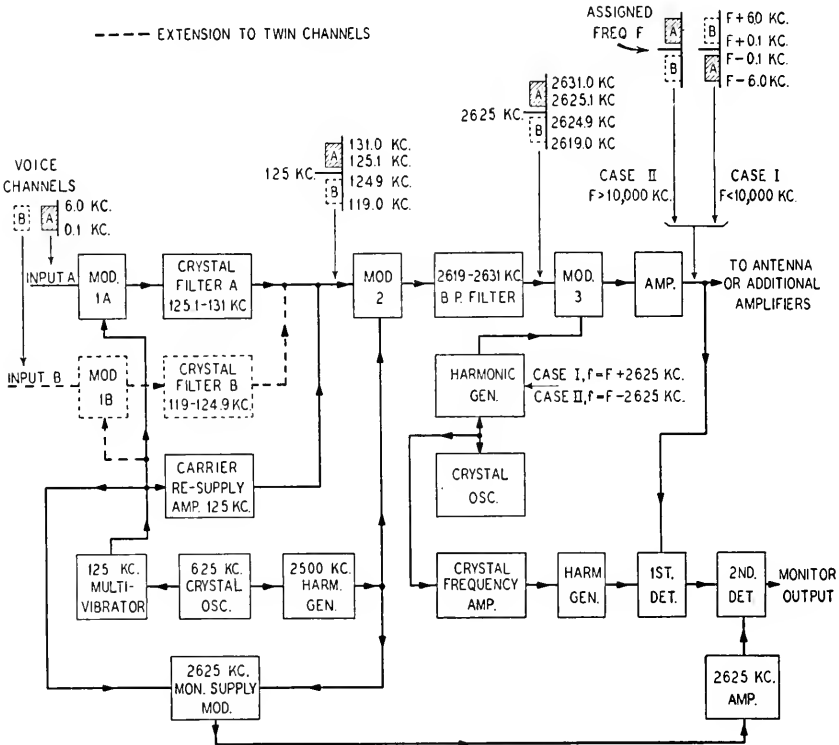 --- EXTENSION TO TWIN CHANNELS
ASSIGNED
FREQ F
A
B
B
A
F+6.0 KC.
F+0.1 KC.
F-0.1 KC.
F-6.0 KC.
2625 KC.
A
B
2631.0 KC
2625.1 KC
2624.9 KC
2619.0 KC
CASE II
F>10,000 KC.
CASE I
F<10,000 KC.
125 KC.
A
B
131.0 KC.
125.1 KC.
124.9 KC.
119.0 KC.
VOICE
CHANNELS
B
A
6.0 KC.
0.1 KC.
INPUT A
MOD.
1A
CRYSTAL
FILTER A
125.1-131 KC
MOD
2
2619-2631 KC
B P. FILTER
MOD.
3
AMP.
TO ANTENNA
OR ADDITIONAL
AMPLIFIERS
INPUT B
MOD
1B
CRYSTAL
FILTER B
119-124.9 KC.
HARMONIC
GEN.
CASE I, f=F+2625 KC.
CASE II, f=F-2625 KC.
CRYSTAL
OSC.
CARRIER
RE-SUPPLY
AMP. 125 KC.
125 KC.
MULTI-
VIBRATOR
625 KC.
CRYSTAL
OSC.
2500 KC.
HARM.
GEN.
CRYSTAL
FREQUENCY
AMP.
HARM
GEN.
1ST.
DET.
2ND.
DET
MONITOR
OUTPUT
2625 KC.
MON. SUPPLY
MOD.
2625 KC.
AMP.